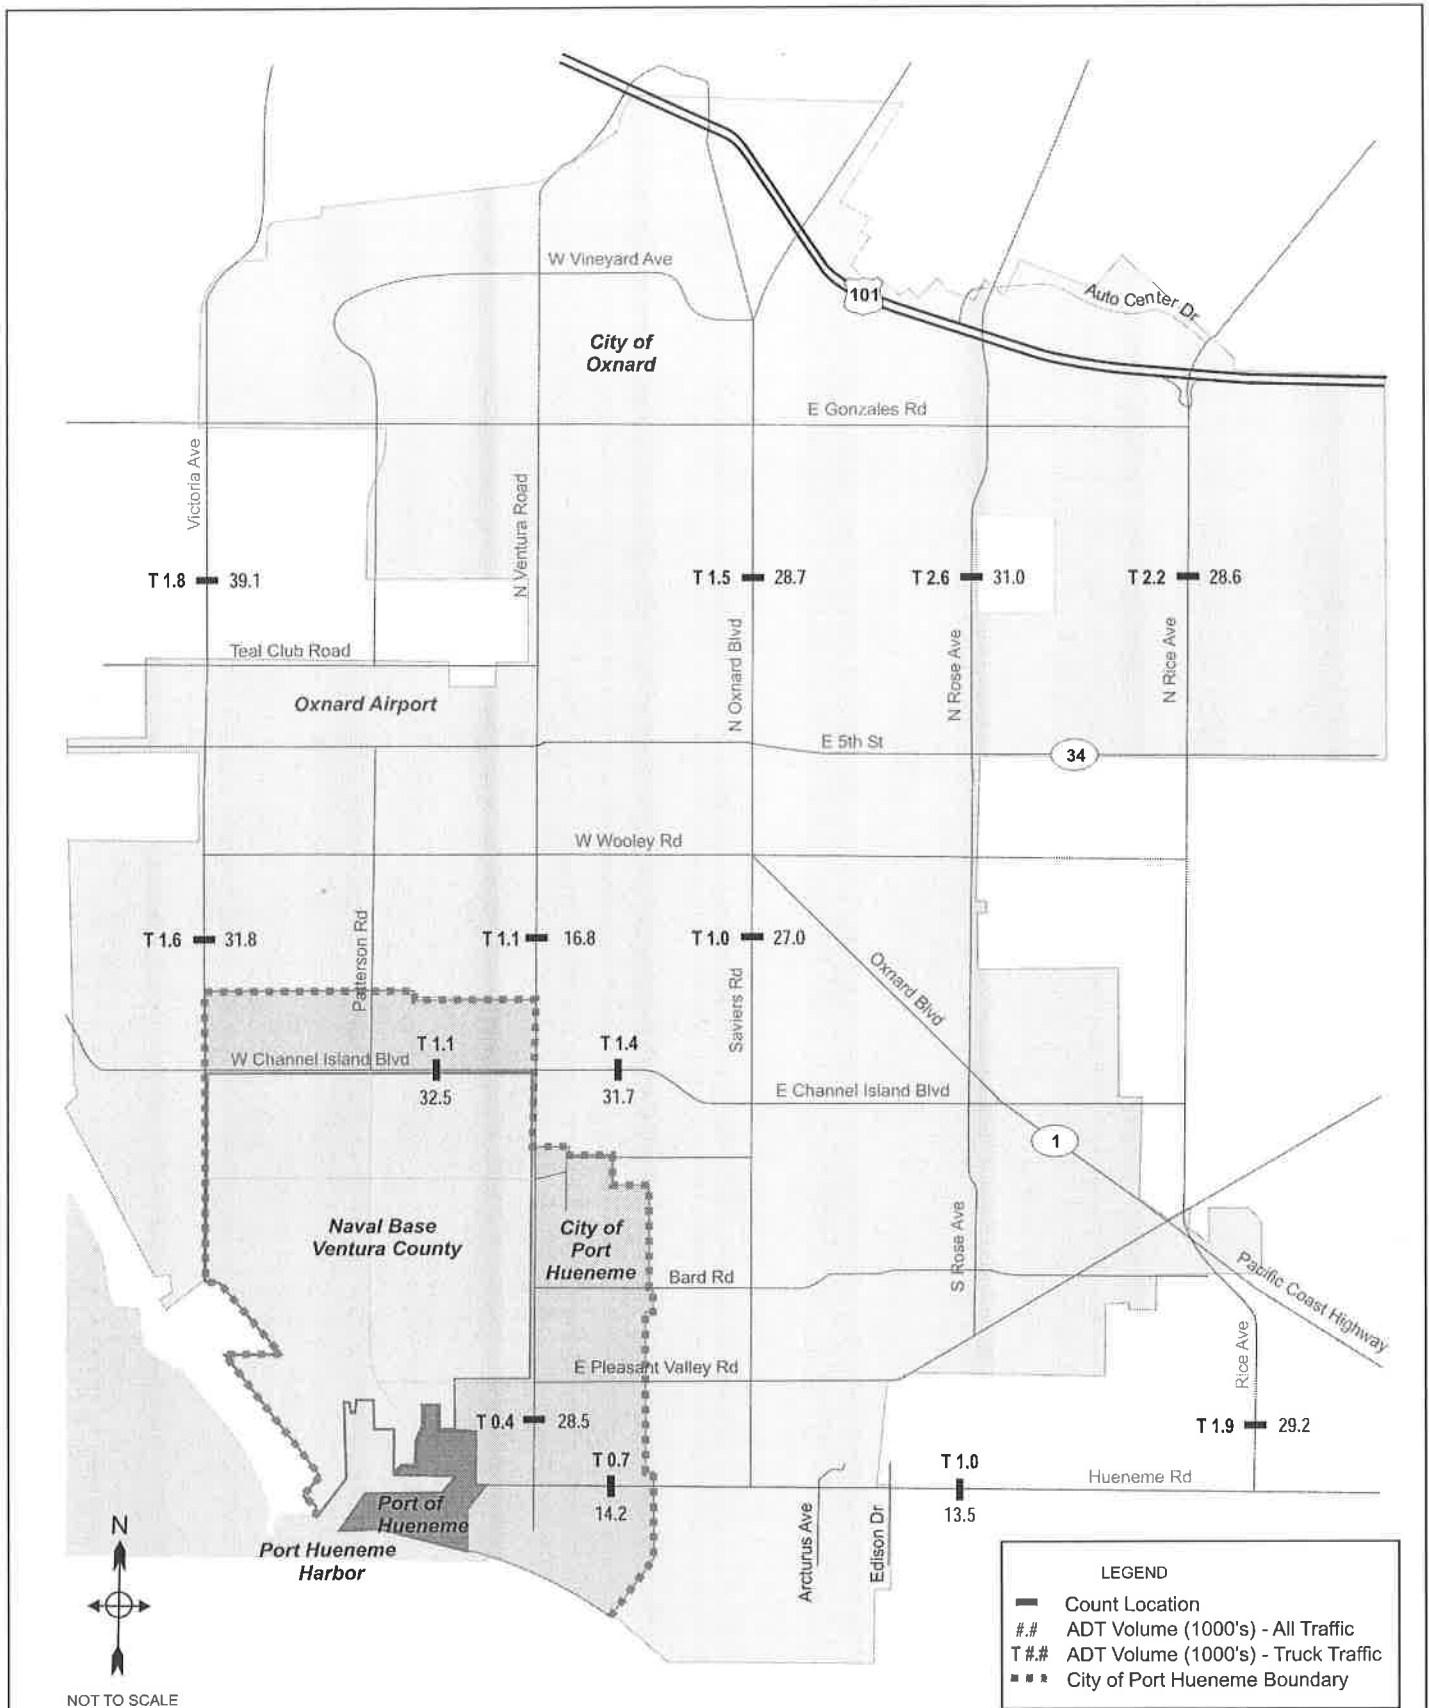 W Vineyard Ave
101
Auto Center Dr
City of
Oxnard
E Gonzales Rd
Victoria Ave
N Ventura Road
T 1.8 39.1
T 1.5 28.7
T 2.6 31.0
T 2.2 28.6
N Oxnard Blvd
N Rose Ave
N Rice Ave
Teal Club Road
Oxnard Airport
E 5th St
34
W Wooley Rd
T 1.6 31.8
Patterson Rd
T 1.1 16.8
T 1.0 27.0
Saviers Rd
Oxnard Blvd
W Channel Island Blvd
T 1.1
32.5
T 1.4
31.7
E Channel Island Blvd
1
Naval Base
Ventura County
City of
Port
Hueneme
S Rose Ave
Bard Rd
Pacific Coast Highway
E Pleasant Valley Rd
Rice Ave
T 0.4 28.5
T 0.7
14.2
T 1.0
13.5
T 1.9 29.2
Hueneme Rd
Port of
Hueneme
Port Hueneme
Harbor
Arcturus Ave
Edison Dr
N
NOT TO SCALE
LEGEND
Count Location
#.# ADT Volume (1000's) - All Traffic
T #.# ADT Volume (1000's) - Truck Traffic
City of Port Hueneme Boundary